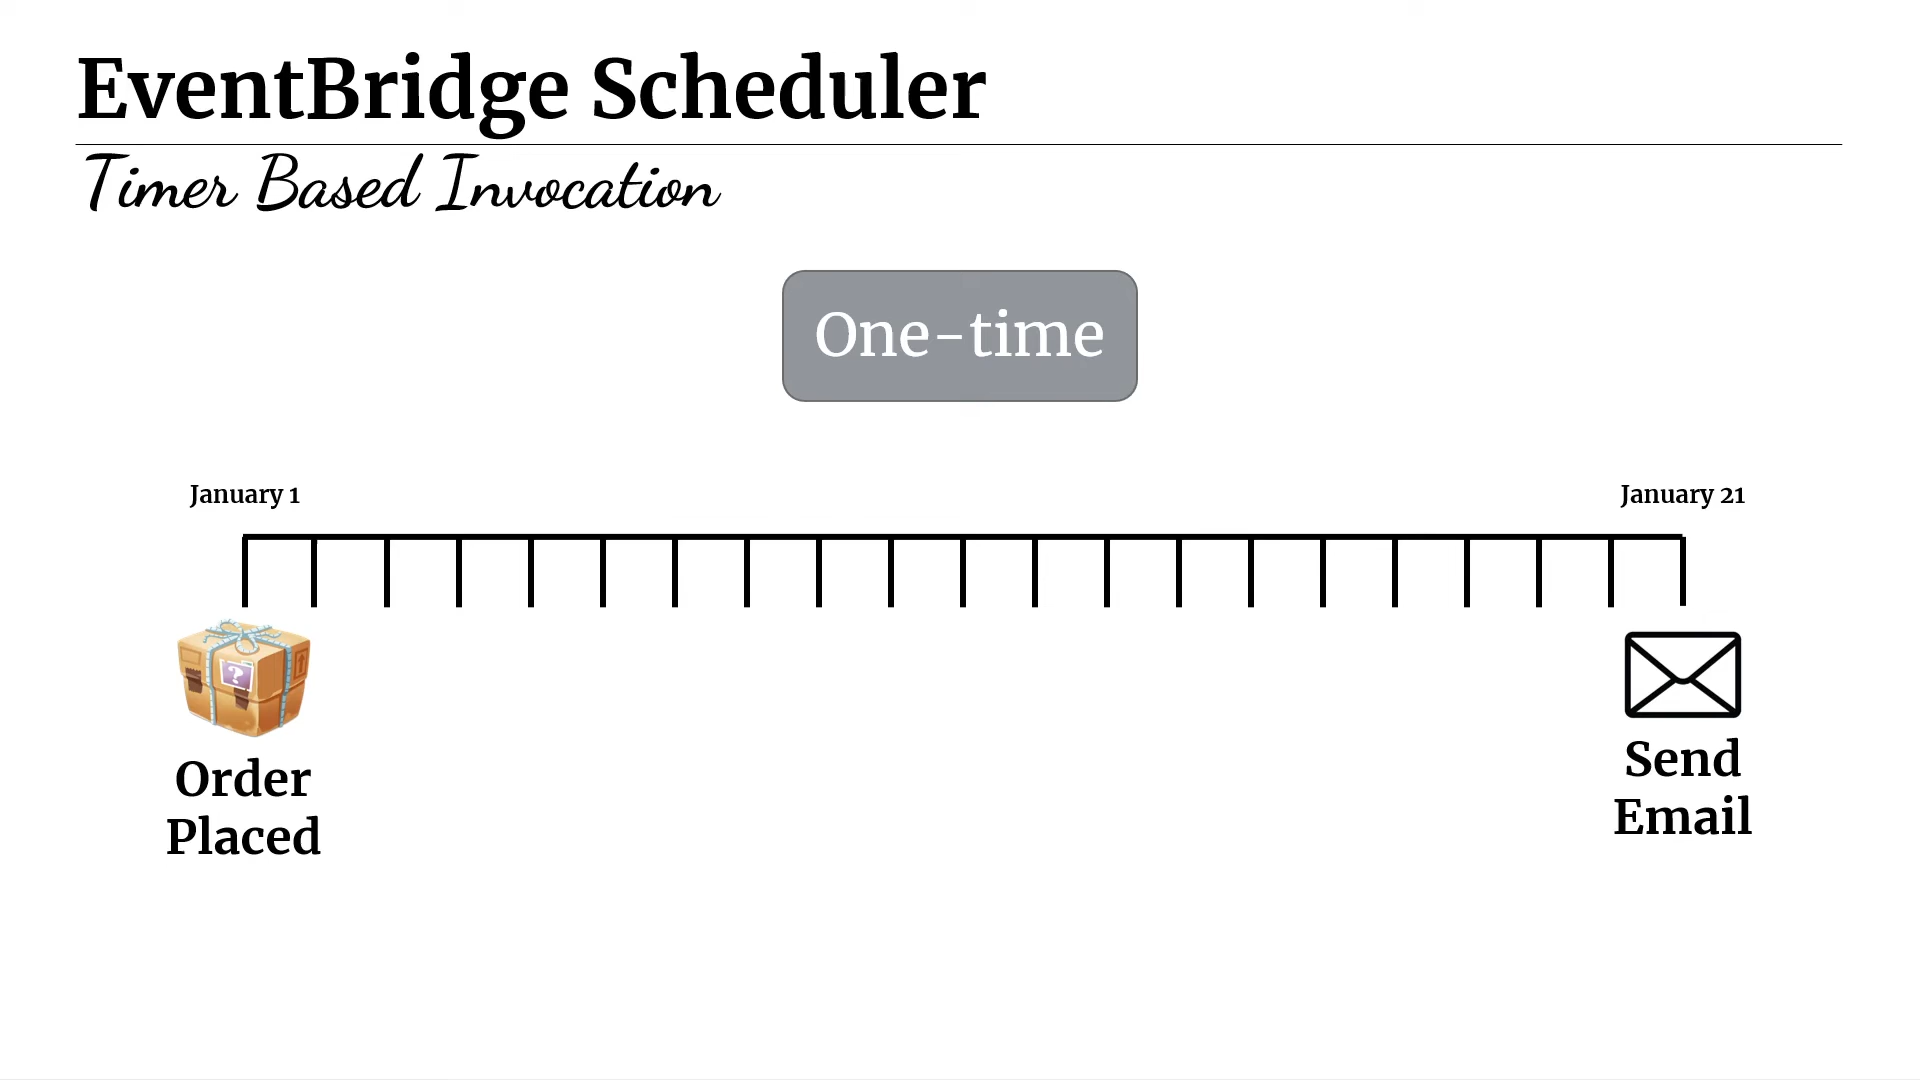 EventBridge Scheduler
Timer Based Invocation
One-time
January 1
January 21
?
Order
Placed
Send
Email